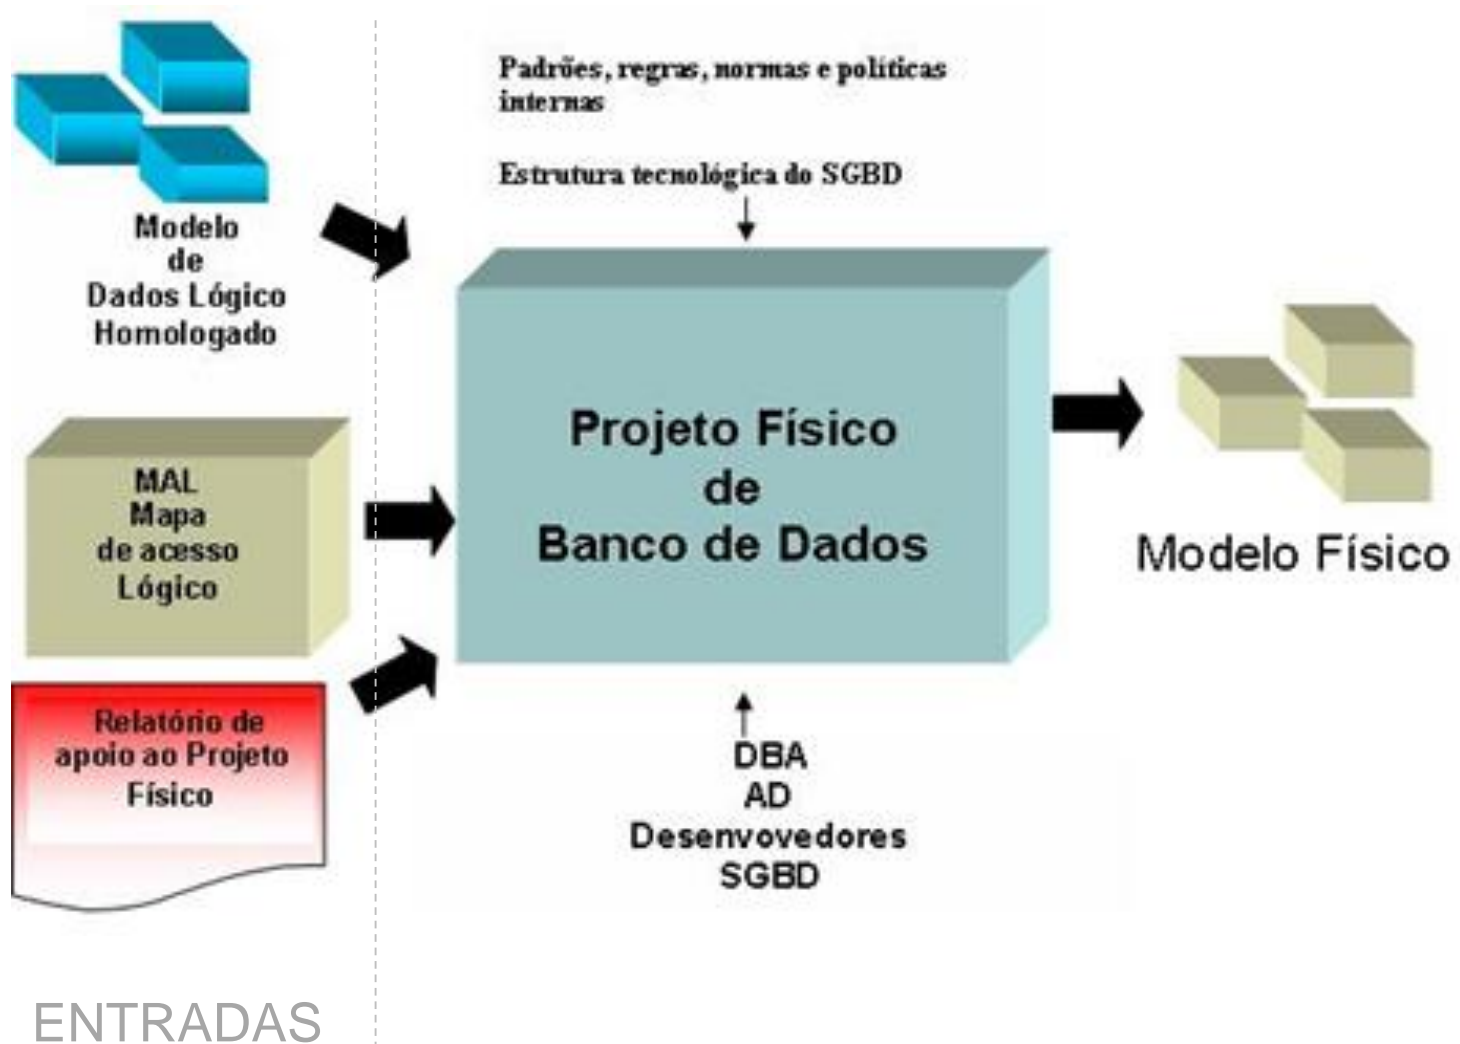 Padrões, regras, normas e políticas
internas
Estrutura tecnológica do SGBD
Modelo
de
Dados Lógico
Homologado
MAL
Mapa
de acesso
Lógico
Relatório de
apoio ao Projeto
Físico
Projeto Físico
de
Banco de Dados
Modelo Físico
DBA
AD
Desenvovedores
SGBD
ENTRADAS